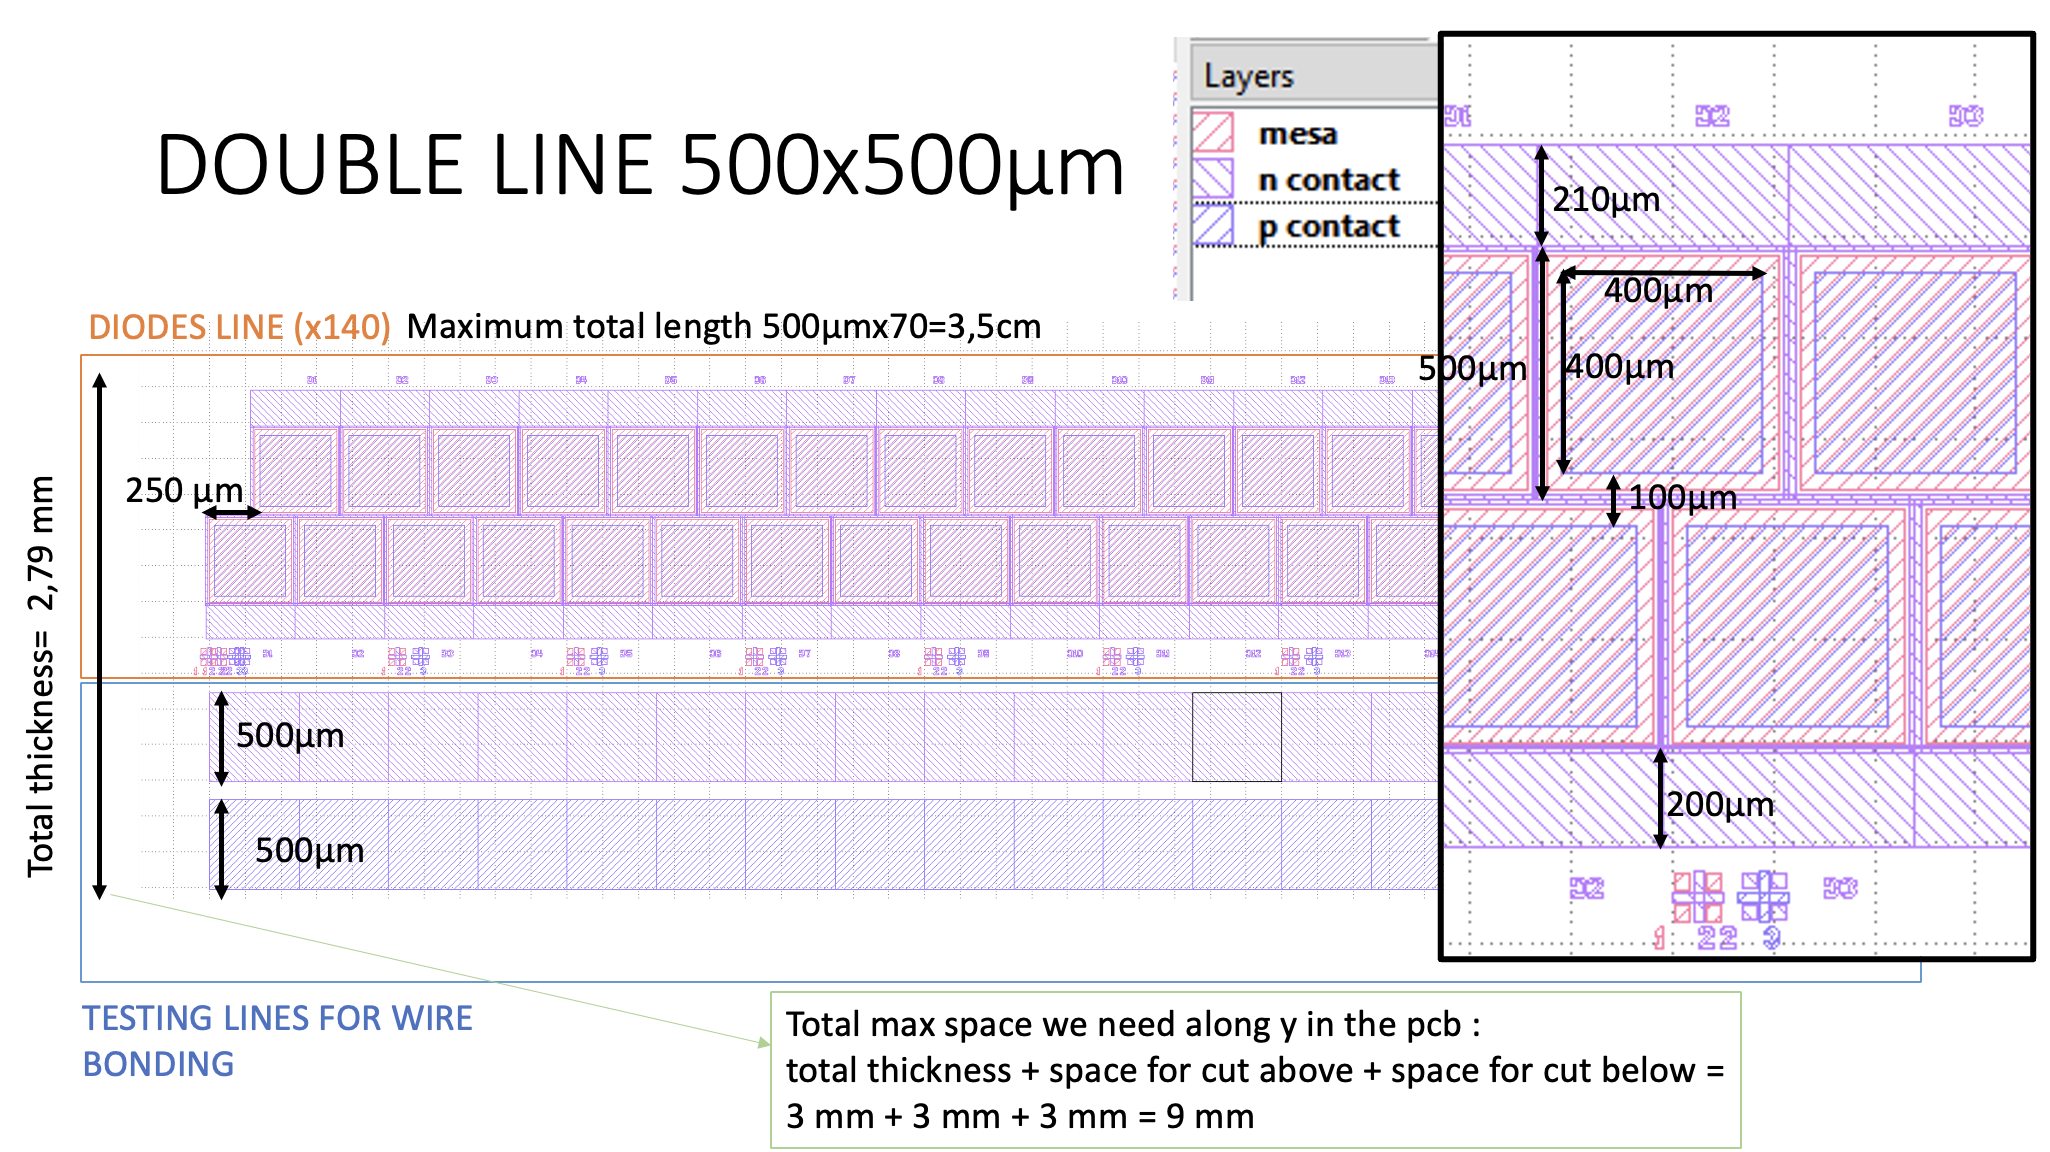 DOUBLE LINE 500x500μm
Layers
mesa
n contact
p contact
DIODES LINE (x140) Maximum total length 500μmx70=3,5cm
Total thickness= 2,79 mm
250 μm
500μm
500μm
210μm
400μm
500μm
400μm
100μm
200μm
1 22 3
TESTING LINES FOR WIRE
BONDING
Total max space we need along y in the pcb :
total thickness + space for cut above + space for cut below =
3 mm + 3 mm + 3 mm = 9 mm